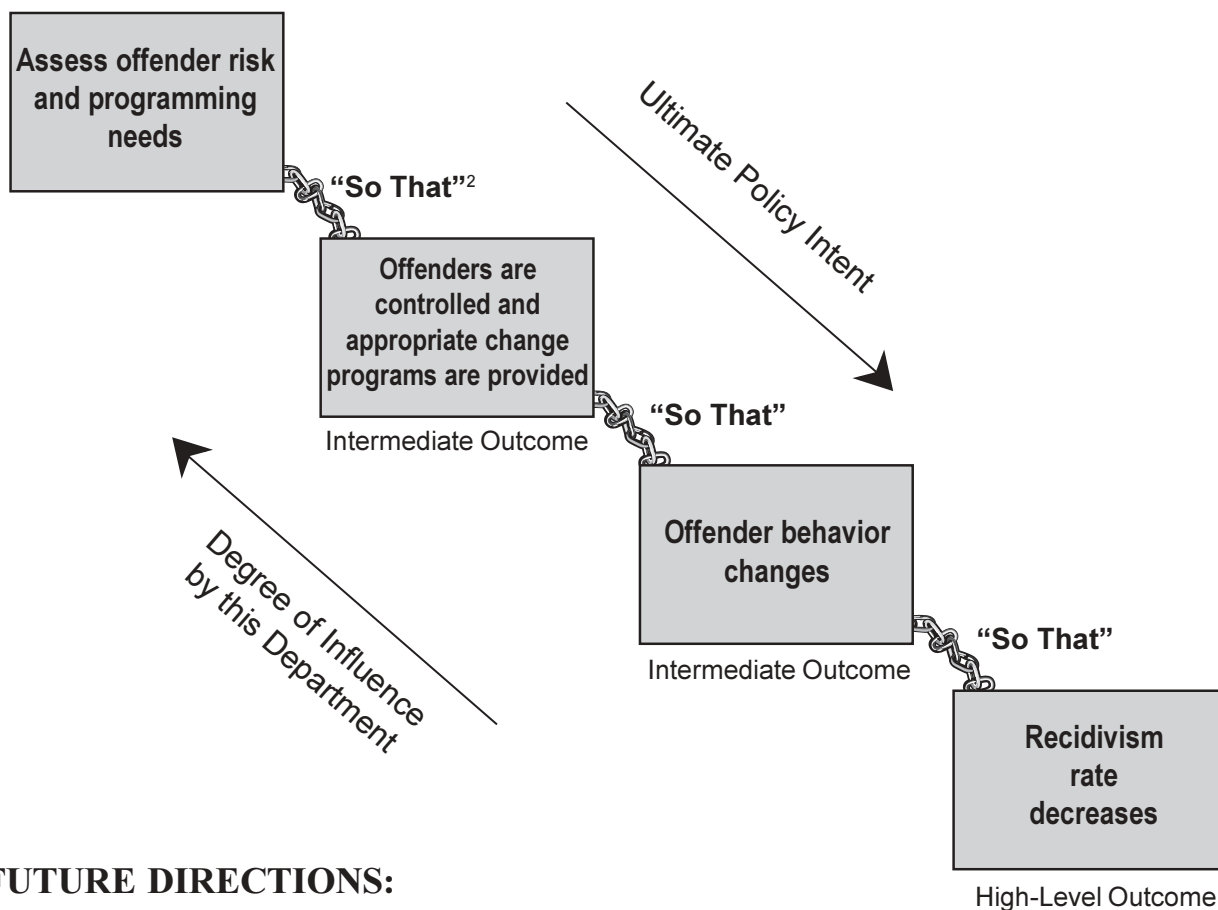 Assess offender risk
and programming
needs
“So That”2
Ultimate Policy Intent
Offenders are
controlled and
appropriate change
programs are provided
Intermediate Outcome
“So That”
Degree of Influence
by this Department
Offender behavior
changes
Intermediate Outcome
“So That”
Recidivism
rate
decreases
High-Level Outcome
FUTURE DIRECTIONS: